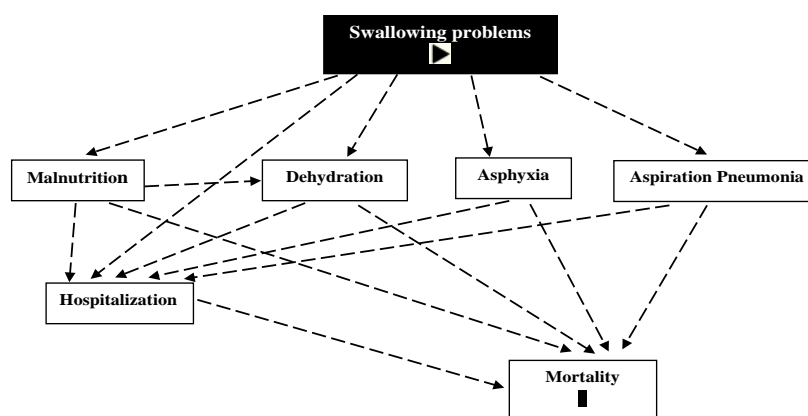 Swallowing problems
Malnutrition
Dehydration
Asphyxia
Aspiration Pneumonia
Hospitalization
Mortality